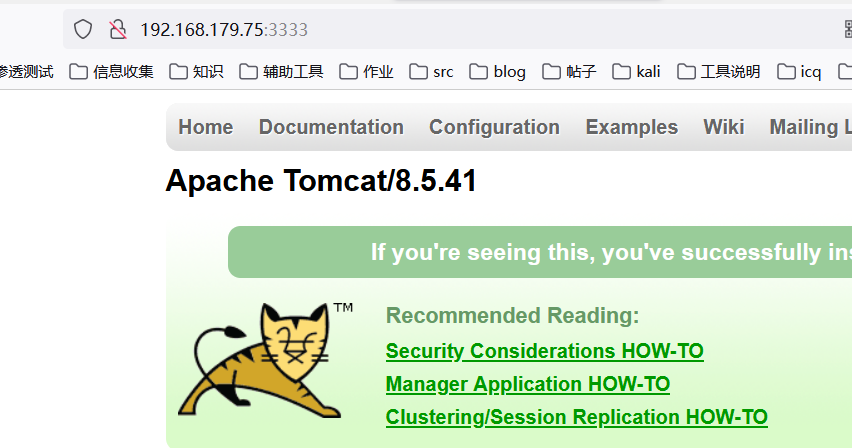 192.168.179.75:3333
渗透测试 信息收集 知识 辅助工具 作业 src blog 帖子 kali 工具说明 icq
Home Documentation Configuration Examples Wiki Mailing L
Apache Tomcat/8.5.41
If you're seeing this, you've successfully ins
TM
Recommended Reading:
Security Considerations HOW-TO
Manager Application HOW-TO
Clustering/Session Replication HOW-TO